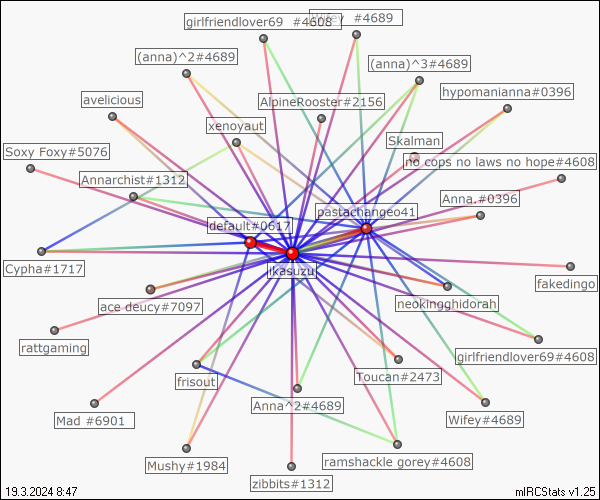 girlfriendlover69 #4608
Wifey #4689
(anna)^2#4689
(anna)^3#4689
hypomanianna#0396
avelicious
AlpineRooster#2156
xenoyaut
Skalman
Soxy Foxy#5076
no cops no laws no hope#4608
Annarchist#1312
Anna.#0396
pastachange041
default#0617
Cypha#1717
ikasuzu
fakedingo
ace deucy#7097
neokingghidorah
rattgaming
girlfriendlover69#4608
Toucan#2473
frisout
Anna^2#4689
Wifey#4689
Mad #6901
Mushy#1984
ramshackle gorey#4608
zibbits#1312
19.3.2024 8:47
mIRCStats v1.25